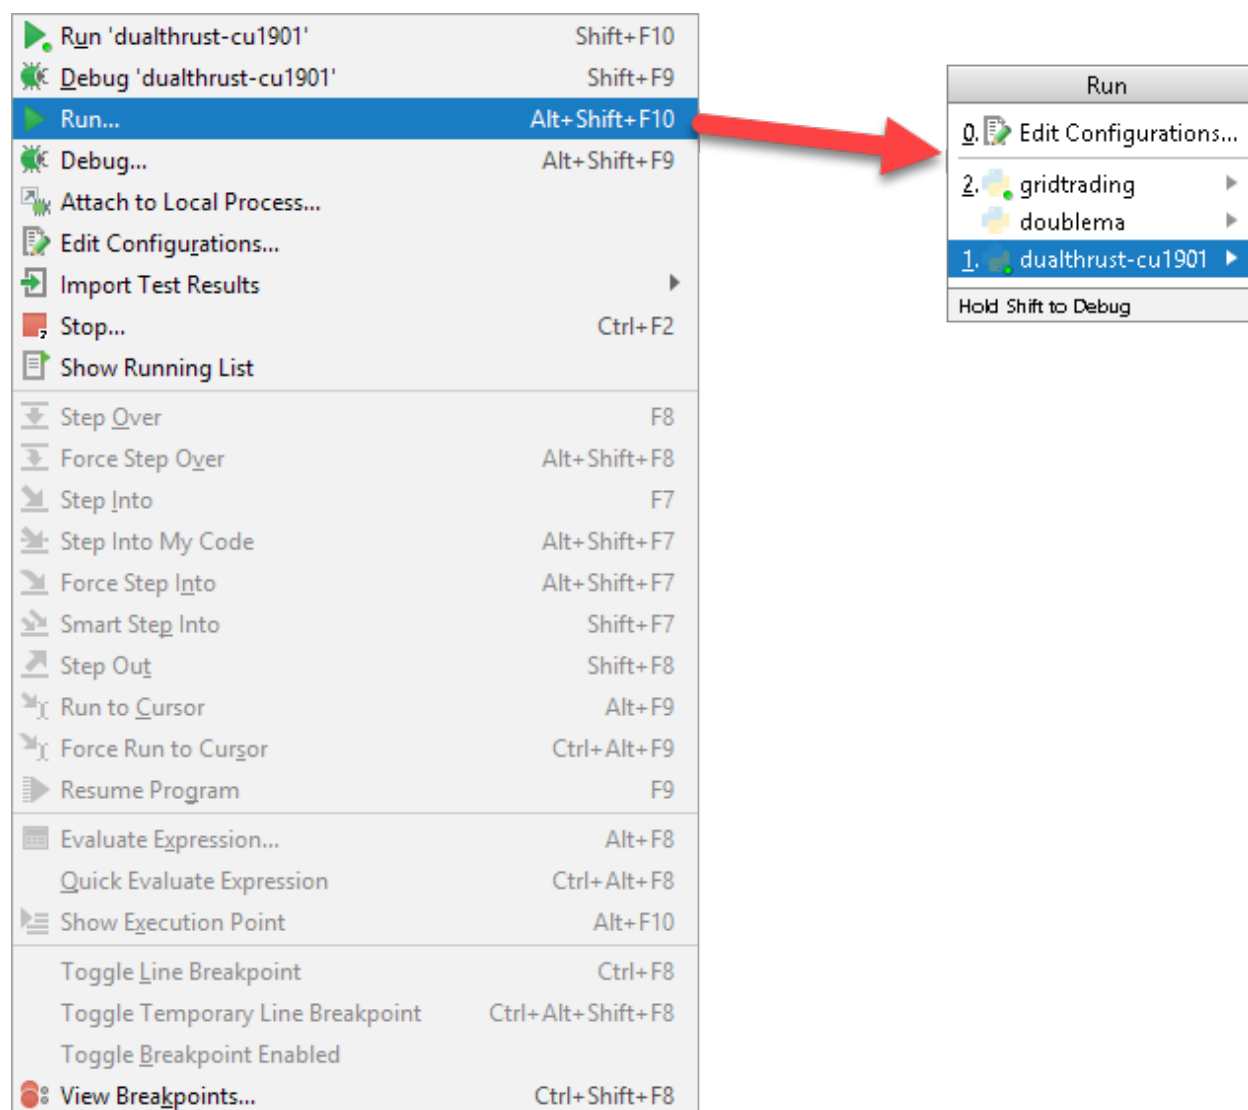 Run 'dualthrust-cu1901' Shift+F10
Debug 'dualthrust-cu1901' Shift+F9
Run... Alt+Shift+F10
Debug... Alt+Shift+F9
Attach to Local Process...
Edit Configurations...
Import Test Results
Stop... Ctrl+F2
Show Running List
Step Over F8
Force Step Over Alt+Shift+F8
Step Into F7
Step Into My Code Alt+Shift+F7
Force Step Into Alt+Shift+F7
Smart Step Into Shift+F7
Step Out Shift+F8
Run to Cursor Alt+F9
Force Run to Cursor Ctrl+Alt+F9
Resume Program F9
Evaluate Expression... Alt+F8
Quick Evaluate Expression Ctrl+Alt+F8
Show Execution Point Alt+F10
Toggle Line Breakpoint Ctrl+F8
Toggle Temporary Line Breakpoint Ctrl+Alt+Shift+F8
Toggle Breakpoint Enabled
View Breakpoints... Ctrl+Shift+F8
Run
0. Edit Configurations...
2. gridtrading
doublema
1. dualthrust-cu1901
Hold Shift to Debug